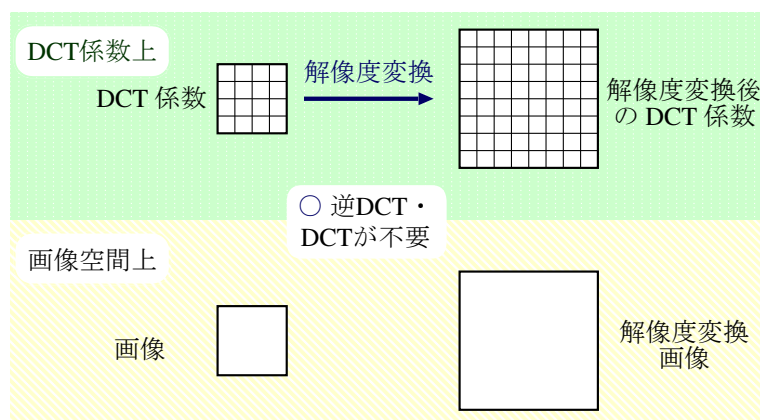 DCT係数上
DCT 係数
解像度変換
解像度変換後
の DCT 係数
○ 逆DCT・
DCTが不要
画像空間上
画像
解像度変換
画像